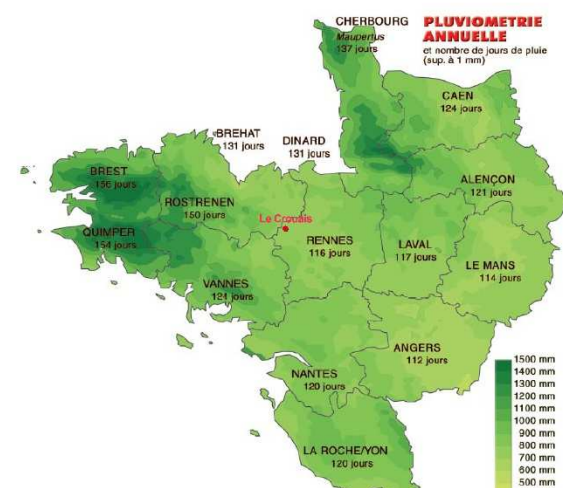 CHERBOURG
Maupertus
137 jours
PLUVIOMETRIE
ANNUELLE
et nombre de jours de pluie
(sup. à 1 mm)
CAEN
124 jours
BREHAT
131 jours
DINARD
131 jours
BREST
156 jours
ALENÇON
121 jours
ROSTRENEN
150 jours
Le Crouais
QUIMPER
154 jours
RENNES
116 jours
LAVAL
117 jours
LE MANS
114 jours
VANNES
124 jours
ANGERS
112 jours
NANTES
120 jours
LA ROCHE/YON
120 jours
1500 mm
1400 mm
1300 mm
1200 mm
1000 mm
900 mm
800 mm
700 mm
600 mm
500 mm